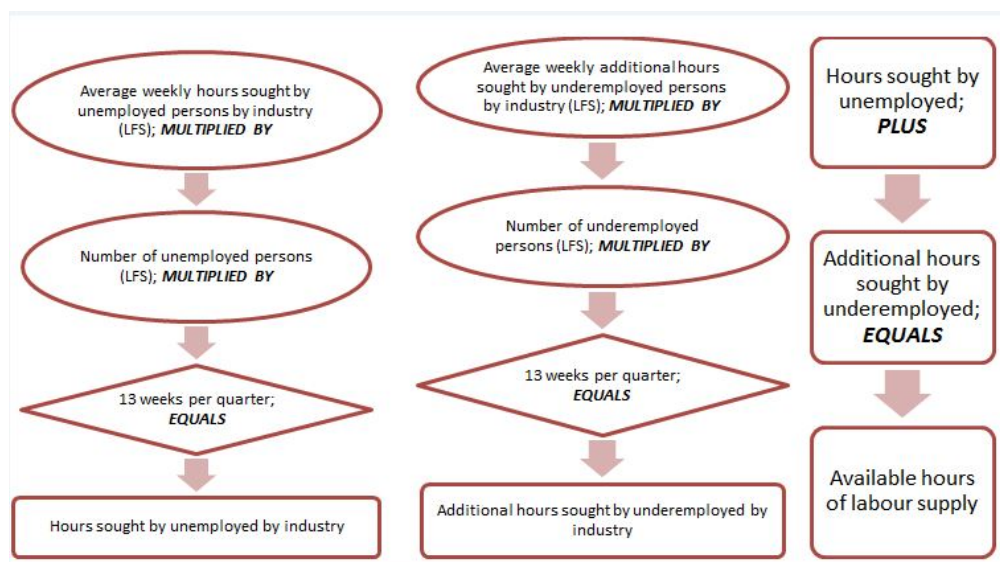 Average weekly hours sought by
unemployed persons by industry
(LFS); MULTIPLIED BY
Number of unemployed persons
(LFS); MULTIPLIED BY
13 weeks per quarter;
EQUALS
Hours sought by unemployed by industry
Average weekly additional hours
sought by underemployed persons
by industry (LFS); MULTIPLIED BY
Number of underemployed
persons (LFS); MULTIPLIED BY
13 weeks per quarter;
EQUALS
Additional hours sought by underemployed by
industry
Hours sought by
unemployed;
PLUS
Additional hours
sought by
underemployed;
EQUALS
Available hours
of labour supply